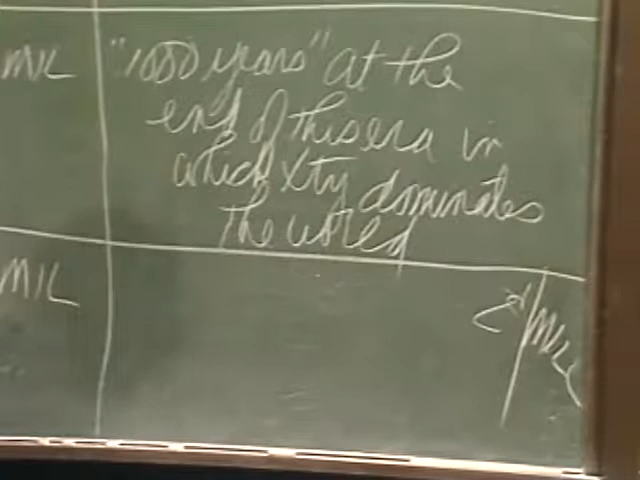 MIL "1000 years" at the
end of this era in
which Xty dominates
the world
MIL